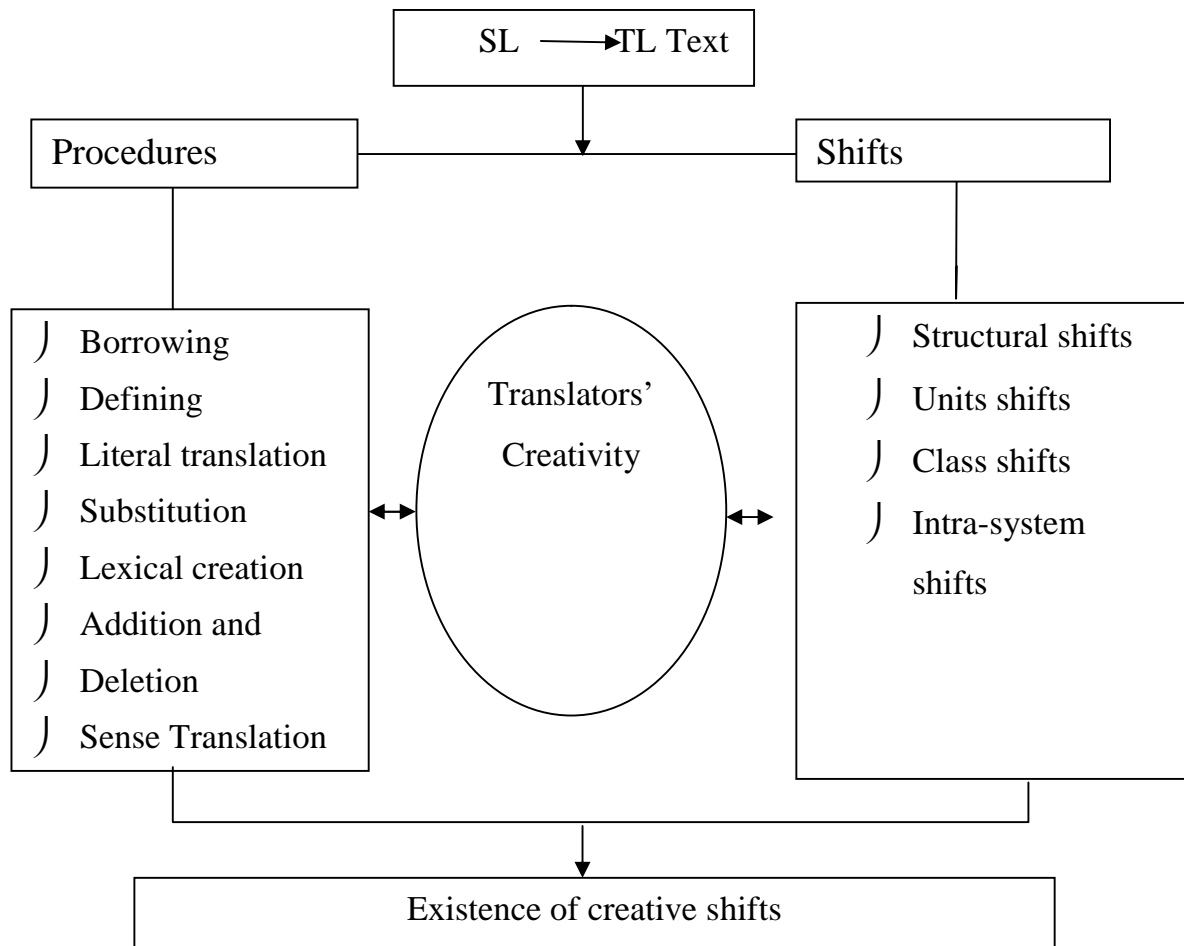 SL → TL Text
Procedures
Shifts
Borrowing
Defining
Literal translation
Substitution
Lexical creation
Addition and
Deletion
Sense Translation
Translators’
Creativity
Structural shifts
Units shifts
Class shifts
Intra-system
shifts
Existence of creative shifts